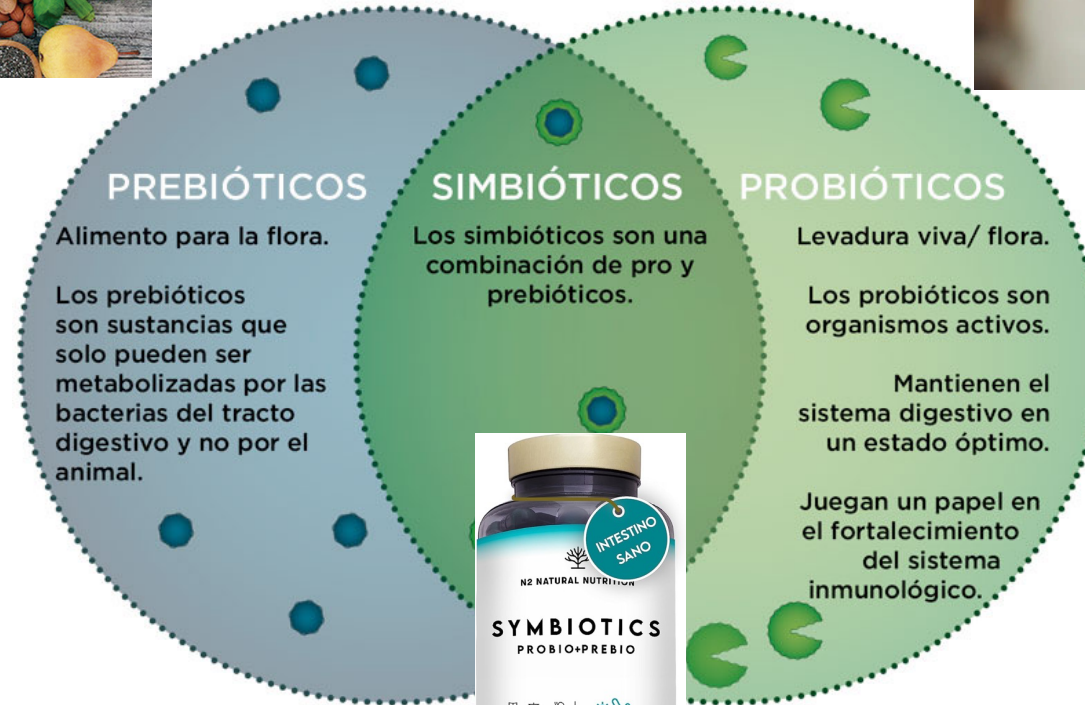 PREBIÓTICOS
Alimento para la flora.
Los prebióticos
son sustancias que
solo pueden ser
metabolizadas por las
bacterias del tracto
digestivo y no por el
animal.
SIMBIÓTICOS
Los simbióticos son una
combinación de pro y
prebióticos.
PROBIÓTICOS
Levadura viva/ flora.
Los probióticos son
organismos activos.
Mantienen el
sistema digestivo en
un estado óptimo.
Juegan un papel en
el fortalecimiento
del sistema
inmunológico.
INTESTINO
SANO
N2 NATURAL NUTRITION
SYMBIOTICS
PROBIO+PREBIO